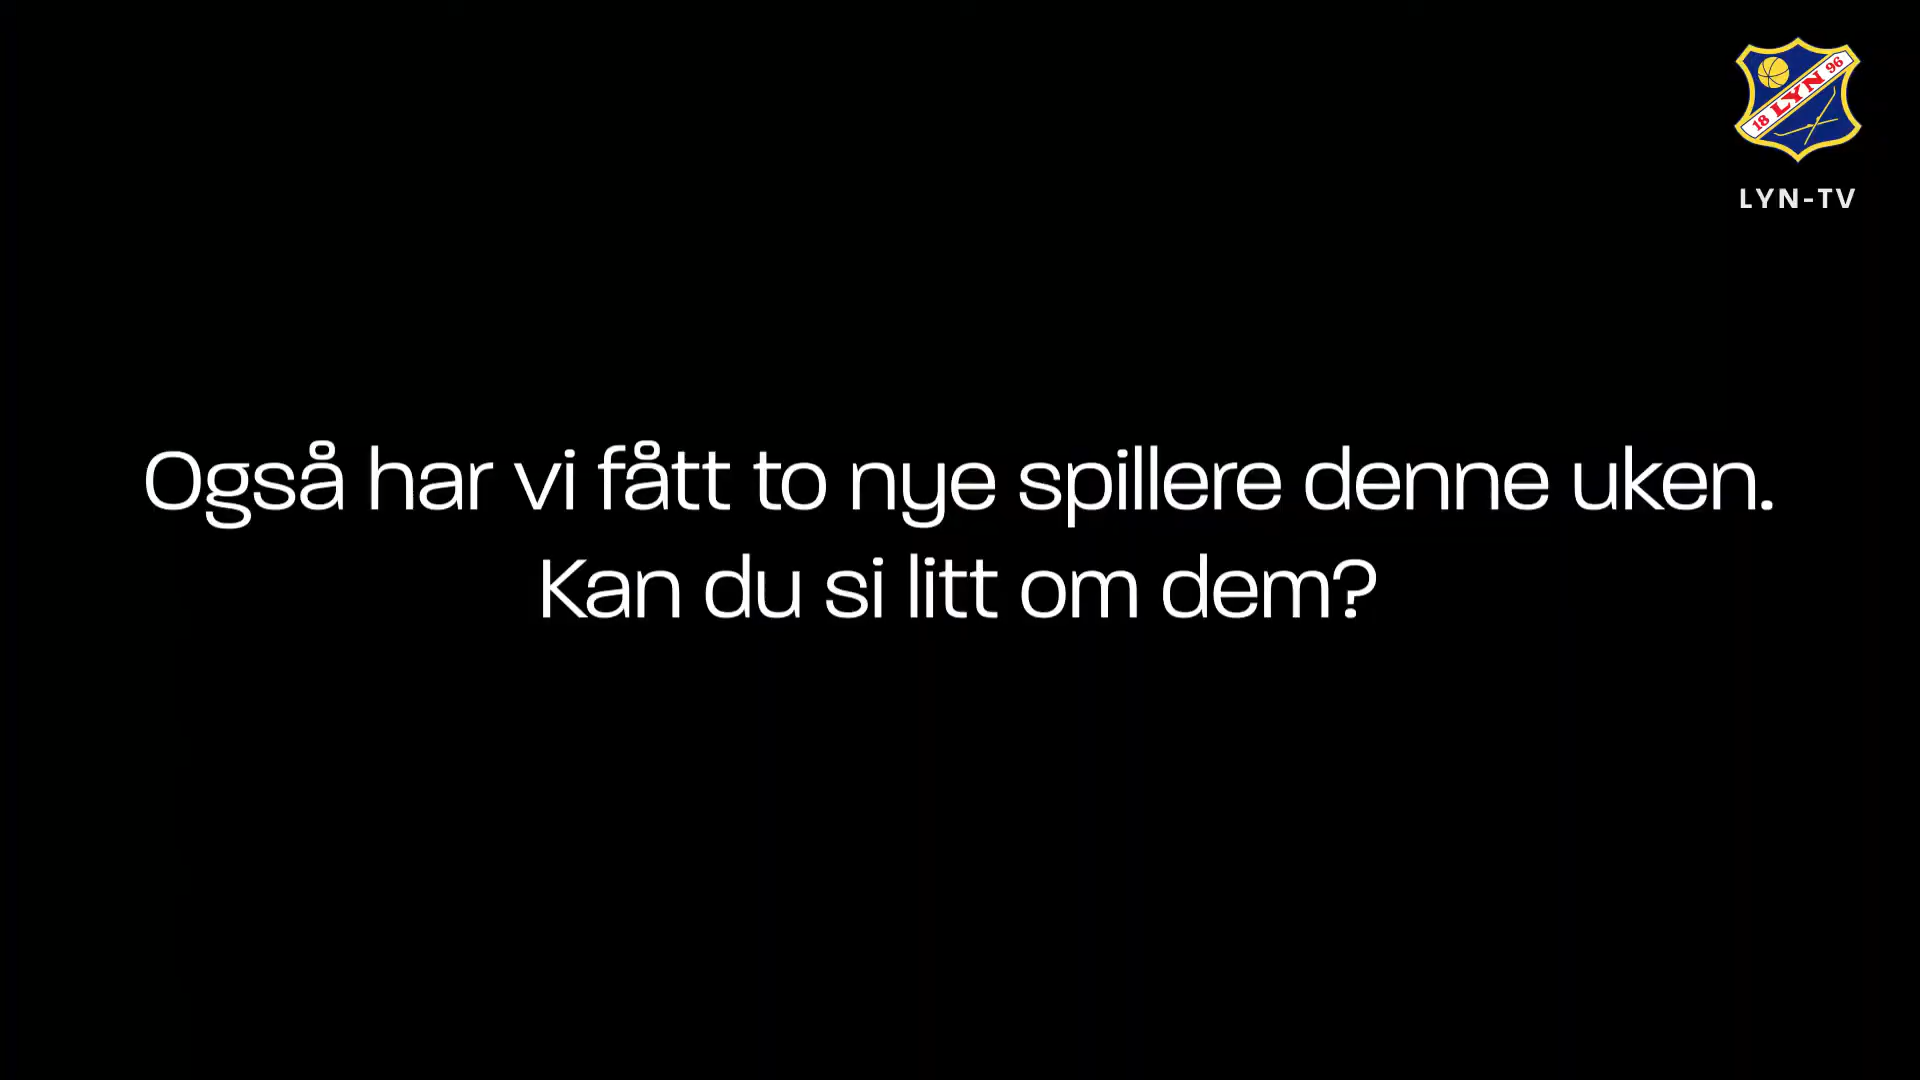 18 LYN 96
LYN-TV
Også har vi fått to nye spillere denne uken.
Kan du si litt om dem?